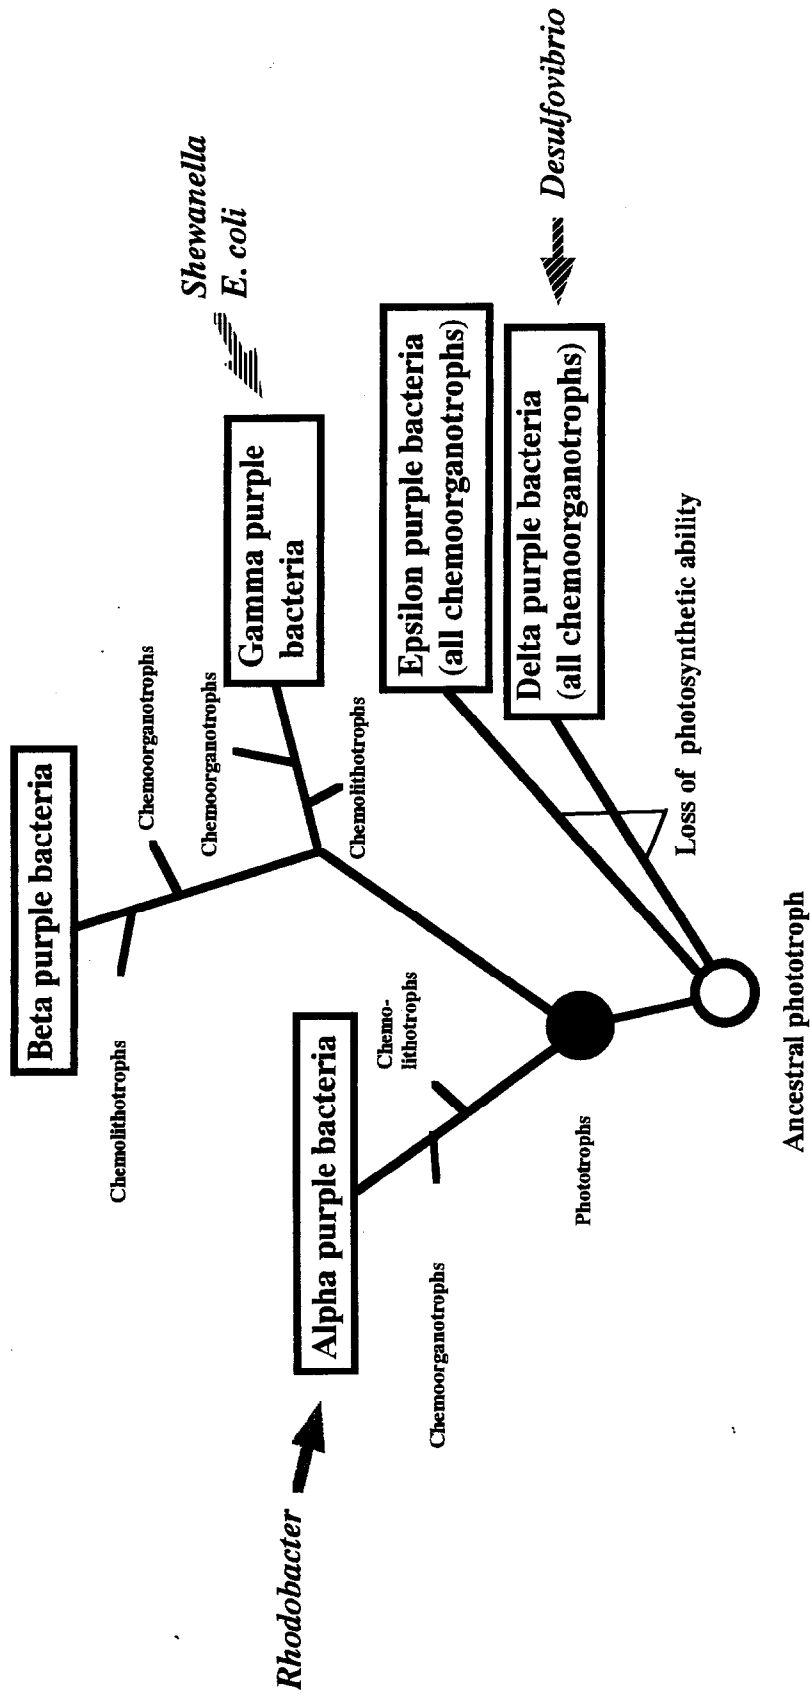 Beta purple bacteria
Chemolithotrophs
Chemoorganotrophs
Shewanella
E. coli
Chemoorganotrophs
Gamma purple
bacteria
Chemolithotrophs
Rhodobacter
Alpha purple bacteria
Chemo-
lithotrophs
Chemoorganotrophs
Epsilon purple bacteria
(all chemoorganotrophs)
Delta purple bacteria
(all chemoorganotrophs)
Desulfovibrio
Phototrophs
Loss of photosynthetic ability
Ancestral phototroph